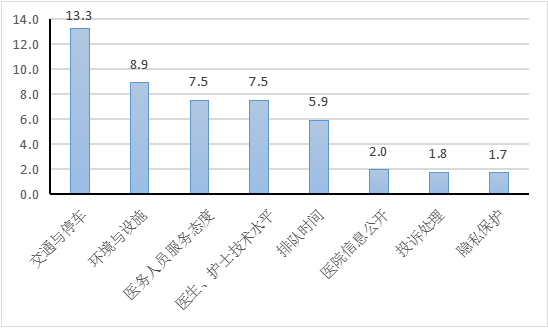 14.0
12.0
10.0
8.0
6.0
4.0
2.0
0.0
13.3
8.9
7.5
7.5
5.9
2.0
1.8
1.7
交通与停车
环境与设施
医务人员服务态度
医生、护士技术水平
排队时间
医院信息公开
投诉处理
隐私保护